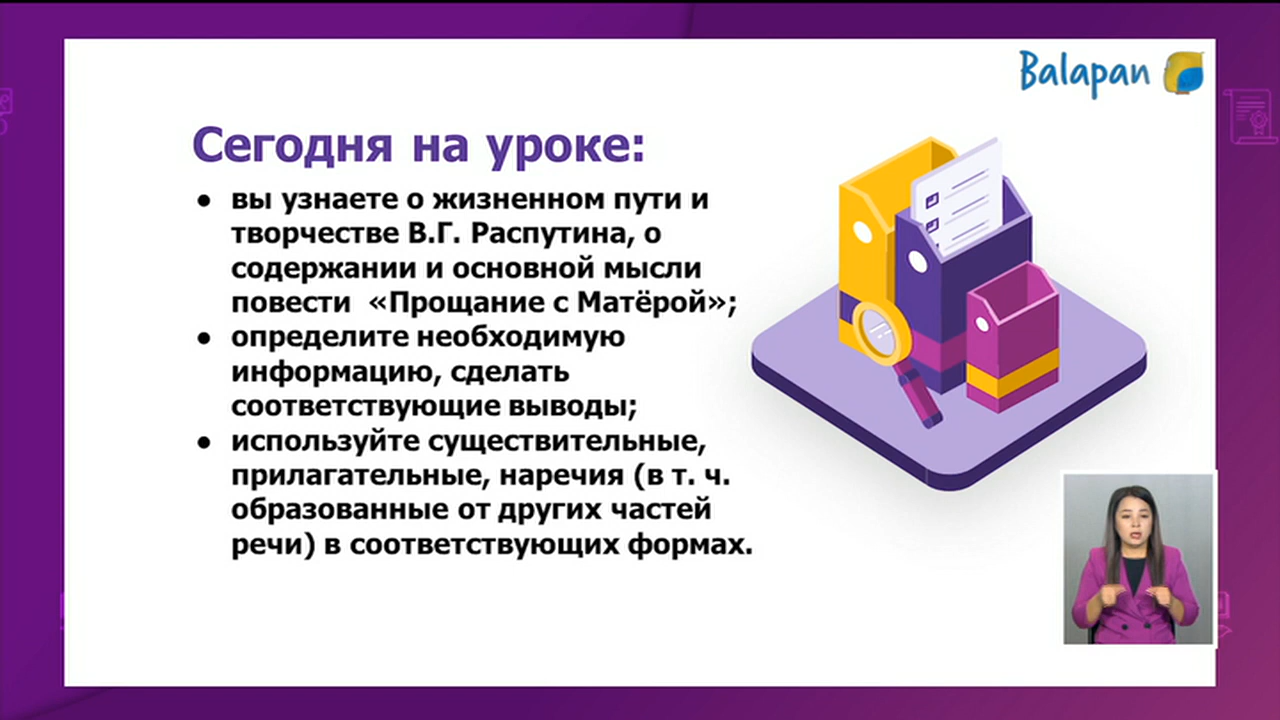 Balapan
Сегодня на уроке:
● вы узнаете о жизненном пути и
творчестве В.Г. Распутина, о
содержании и основной мысли
повести «Прощание с Матёрой»;
● определите необходимую
информацию, сделать
соответствующие выводы;
● используйте существительные,
прилагательные, наречия (в т. ч.
образованные от других частей
речи) в соответствующих формах.